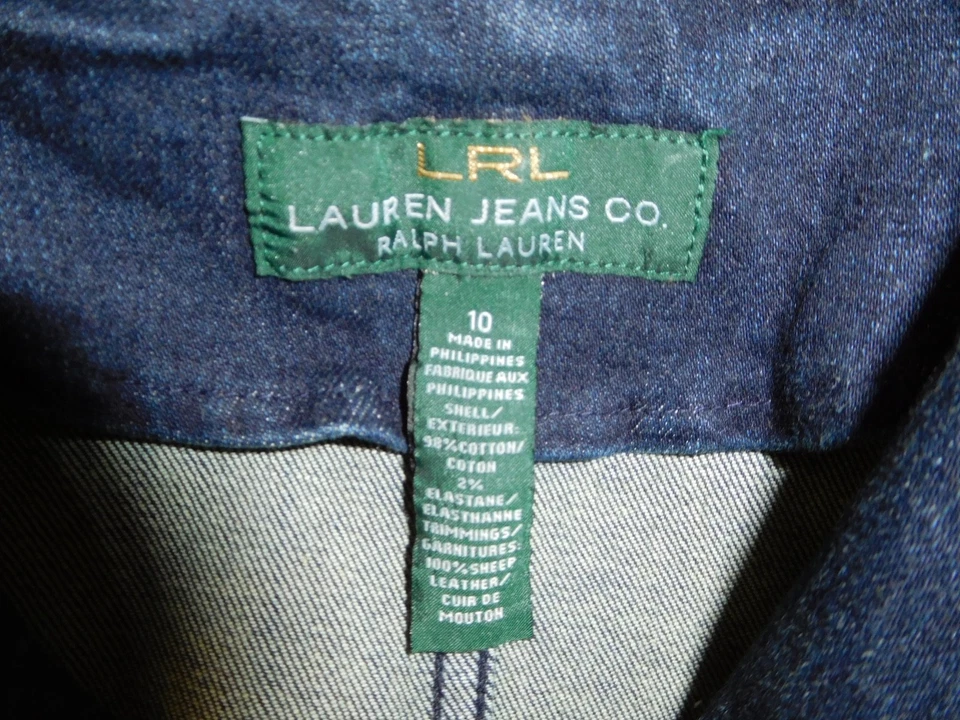 LRL
LAUREN JEANS CO.
RALPH LAUREN
10
MADE IN
PHILIPPINES
FABRIQUE AUX
PHILIPPINES
SHELL/
EXTERIEUR:
98%COTTON/
COTON
2%
ELASTANE/
ELASTHANNE
TRIMMINGS/
GARNITURES:
100%SHEEP
LEATHER/
CUIR DE
MOUTON